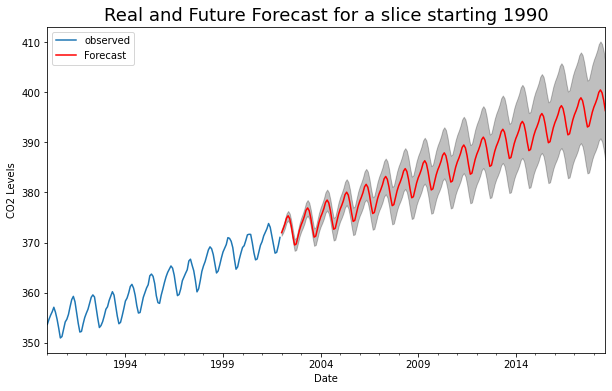 Real and Future Forecast for a slice starting 1990
observed
Forecast
CO2 Levels
410
400
390
380
370
360
350
1994
1999
2004
2009
2014
Date